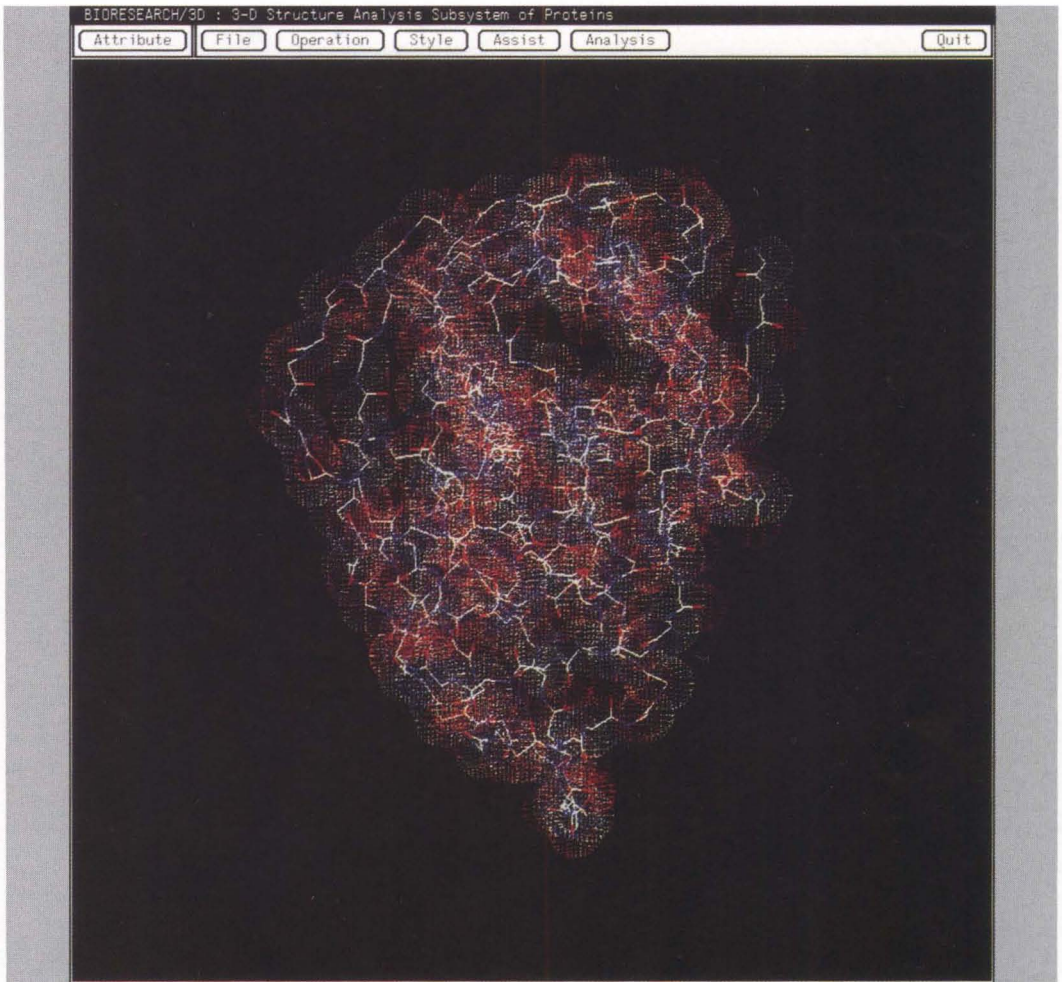 BIORESEARCH/3D : 3-D Structure Analysis Subsystem of Proteins
Attribute File Operation Style Assist Analysis Quit